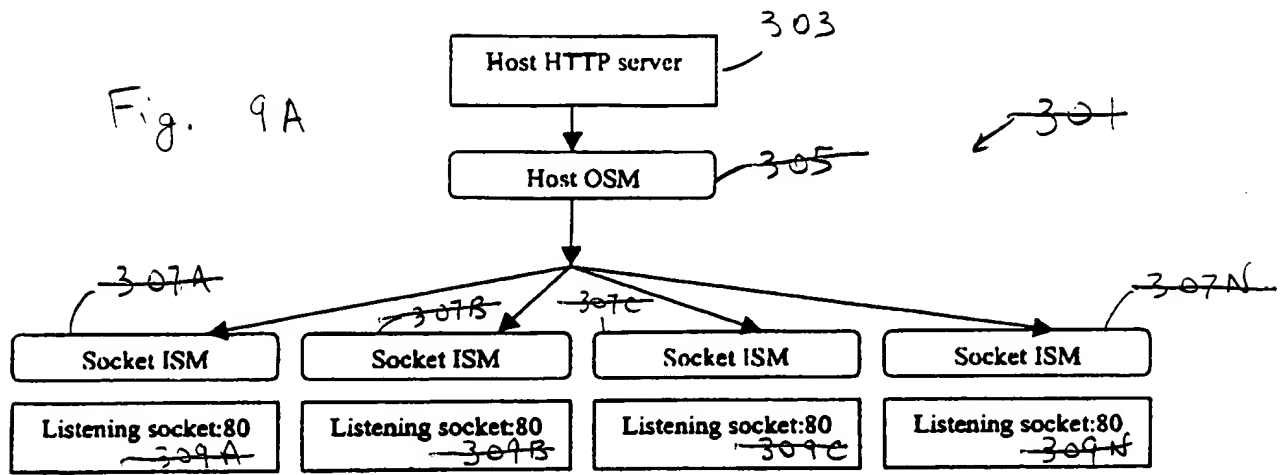 303
Host HTTP server
Fig. 9A
301
305
Host OSM
307A
307B
307C
307N
Socket ISM
Socket ISM
Socket ISM
Socket ISM
Listening socket:80
309A
Listening socket:80
309B
Listening socket:80
309C
Listening socket:80
309N